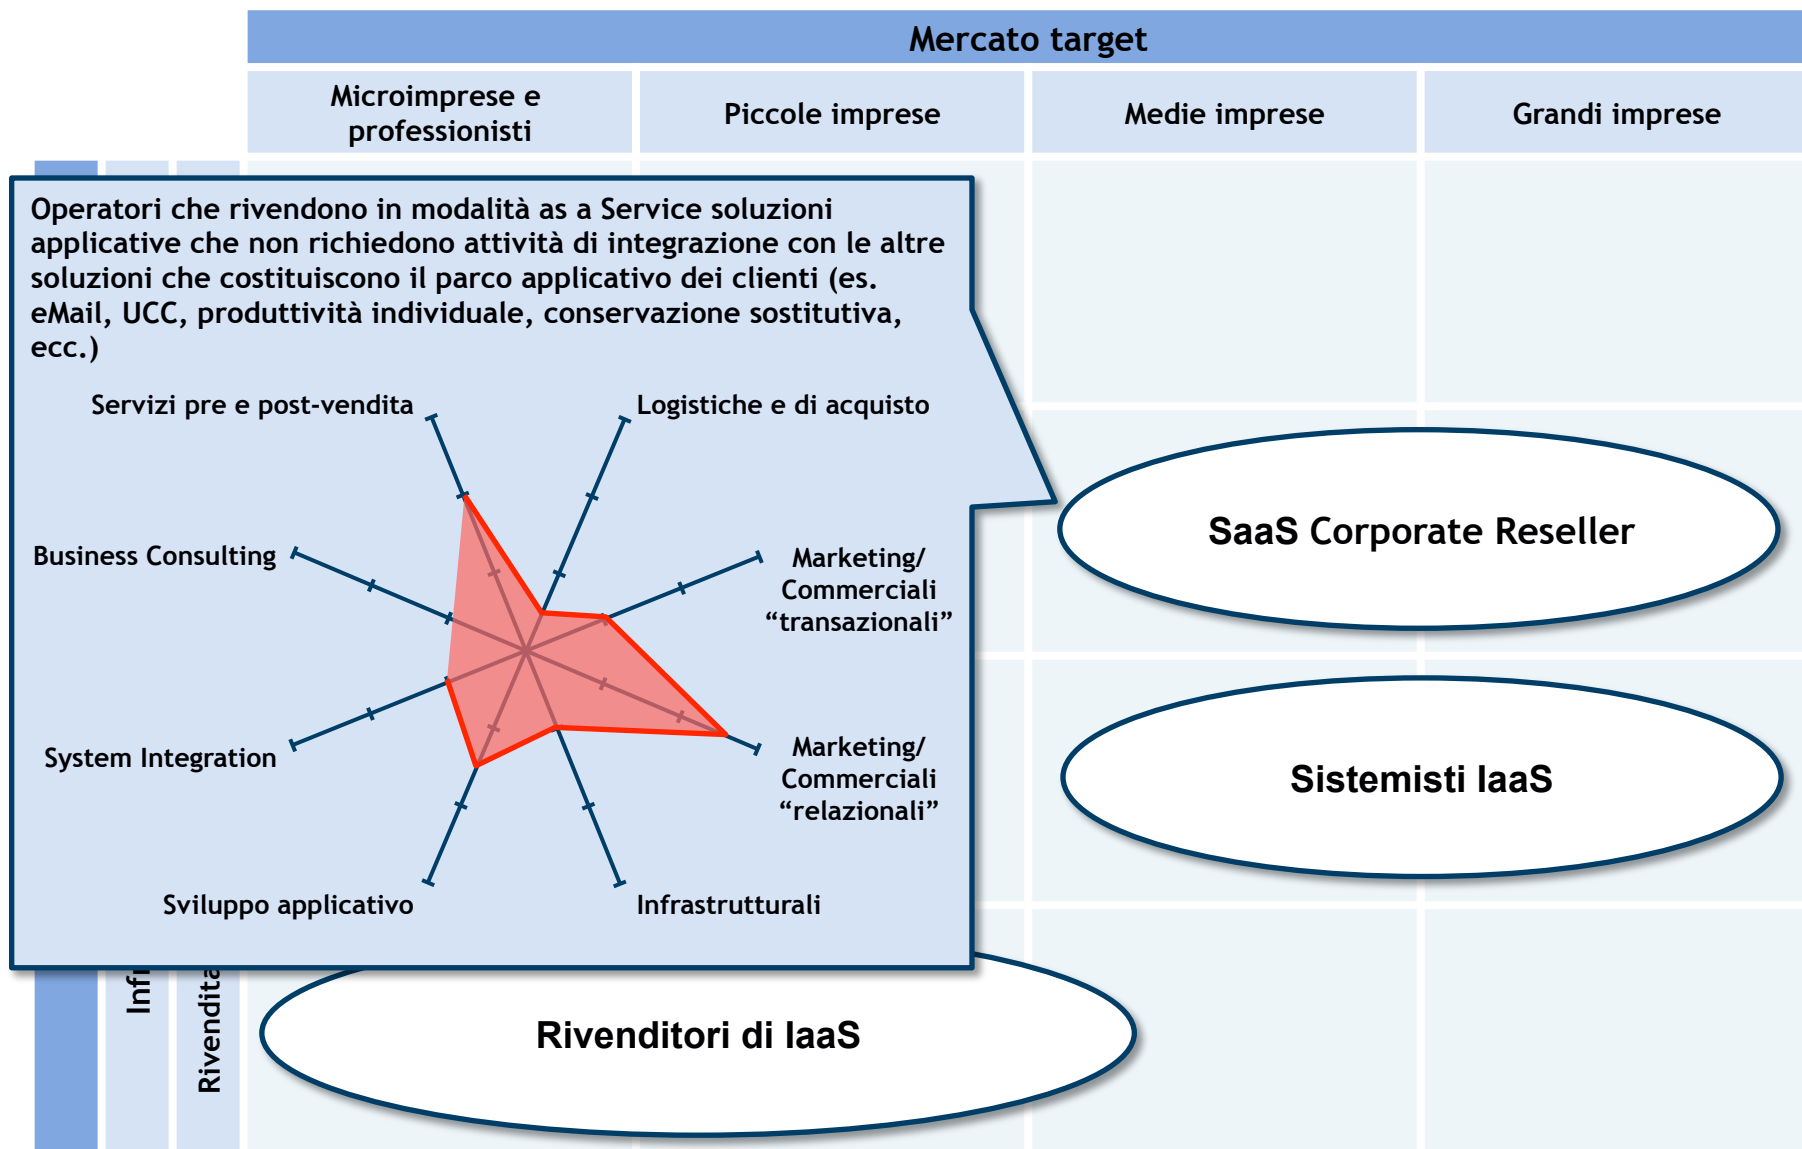 Mercato target
Microimprese e
professionisti
Piccole imprese
Medie imprese
Grandi imprese
Operatori che rivendono in modalità as a Service soluzioni
applicative che non richiedono attività di integrazione con le altre
soluzioni che costituiscono il parco applicativo dei clienti (es.
eMail, UCC, produttività individuale, conservazione sostitutiva,
ecc.)
Servizi pre e post-vendita
Logistiche e di acquisto
Business Consulting
Marketing/
Commerciali
“transazionali”
System Integration
Marketing/
Commerciali
“relazionali”
Sviluppo applicativo
Infrastrutturali
SaaS Corporate Reseller
Sistemisti IaaS
Rivendita
Rivenditori di IaaS